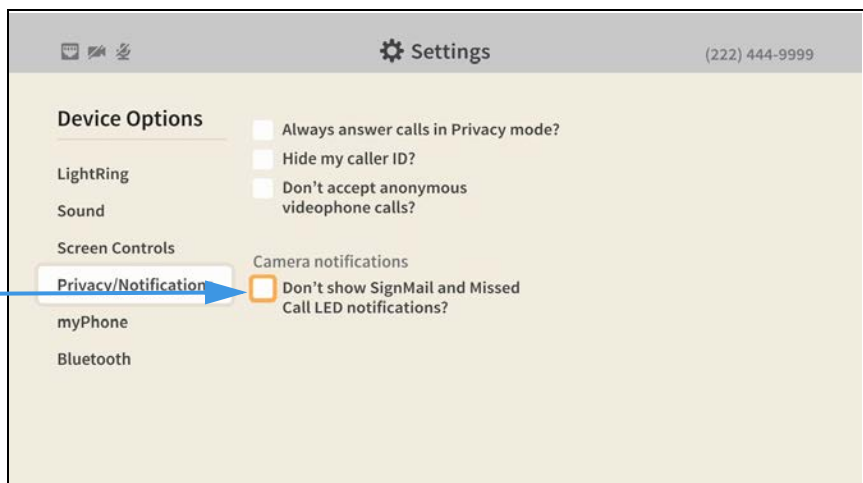 Settings
(222) 444-9999
Device Options
LightRing
Sound
Screen Controls
Privacy/Notification
myPhone
Bluetooth
Always answer calls in Privacy mode?
Hide my caller ID?
Don't accept anonymous
videophone calls?
Camera notifications
Don't show SignMail and Missed
Call LED notifications?